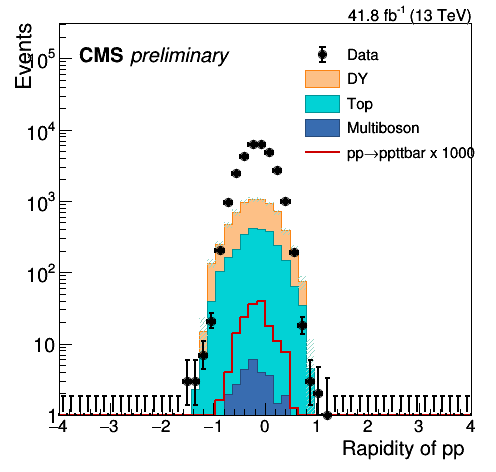 41.8 fb⁻¹ (13 TeV)
Events
CMS preliminary
Data
DY
Top
Multiboson
pp→ppttbar x 1000
10⁵
10⁴
10³
10²
10
1
−4 −3 −2 −1 0 1 2 3 4
Rapidity of pp